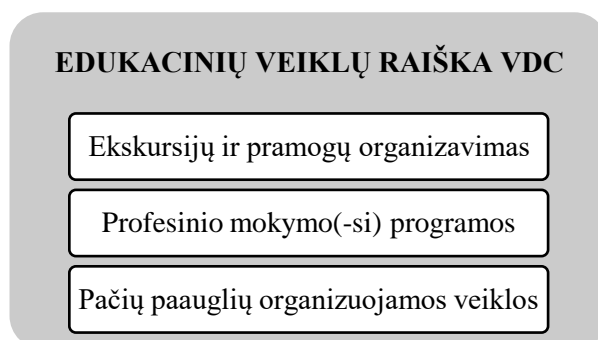 EDUKACINIŲ VEIKLŲ RAIŠKA VDC
Ekskursijų ir pramogų organizavimas
Profesinio mokymo(-si) programos
Pačių paauglių organizuojamos veiklos